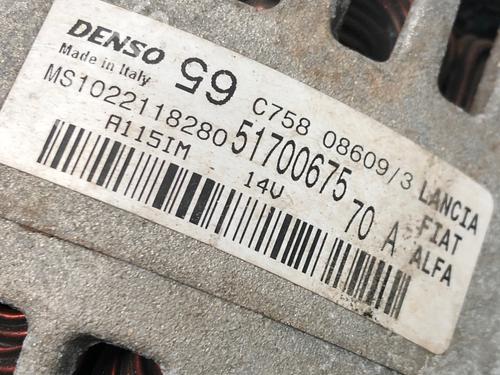 DENSO
Made in Italy
65
C758 08609/3
MS1022118280
51700675
A115IM
14V
70 A
LANCIA
FIAT
ALFA